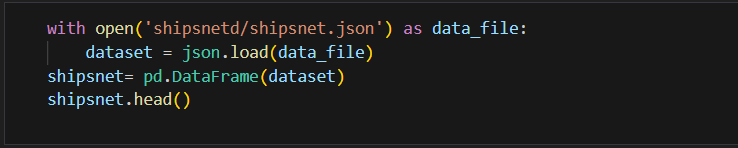 with open('shipsnetd/shipsnet.json') as data_file:
    dataset = json.load(data_file)
shipsnet= pd.DataFrame(dataset)
shipsnet.head()